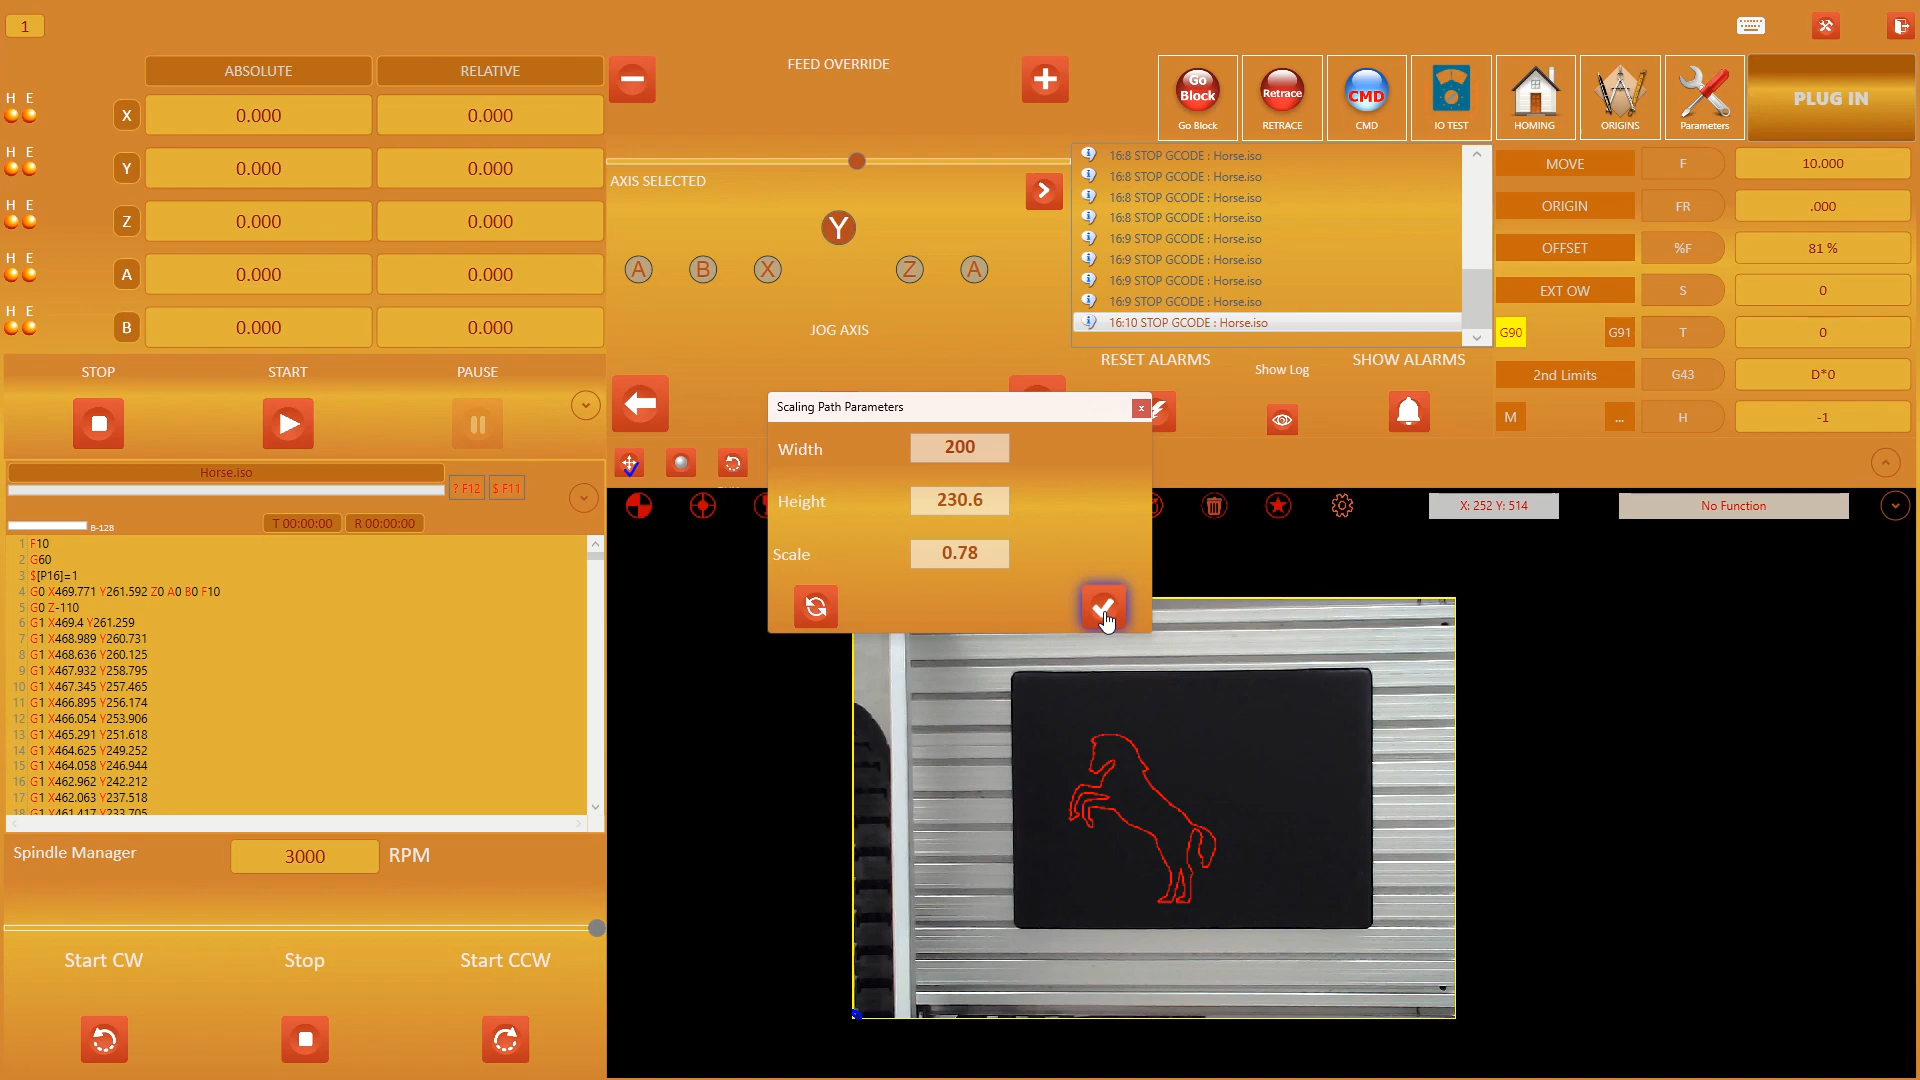 1
ABSOLUTE RELATIVE
H E X 0.000 0.000
H E Y 0.000 0.000
H E Z 0.000 0.000
H E A 0.000 0.000
H E B 0.000 0.000
STOP START PAUSE
Horse.iso
? F12 $ F11
B-128 T 00:00:00 R 00:00:00
1 F10
2 G60
3 $[P16]=1
4 G0 X469.771 Y261.592 Z0 A0 B0 F10
5 G0 Z-110
6 G1 X469.4 Y261.259
7 G1 X468.989 Y260.731
8 G1 X468.636 Y260.125
9 G1 X467.932 Y258.795
10 G1 X467.345 Y257.465
11 G1 X466.895 Y256.174
12 G1 X466.054 Y253.906
13 G1 X465.291 Y251.618
14 G1 X464.625 Y249.252
15 G1 X464.058 Y246.944
16 G1 X462.962 Y242.212
17 G1 X462.063 Y237.518
18 G1 X461.417 Y233.705
Spindle Manager 3000 RPM
Start CW Stop Start CCW
FEED OVERRIDE
AXIS SELECTED
Y
A B X Z A
JOG AXIS
Go Block
Go Block
Retrace
RETRACE
CMD
CMD
IO TEST
HOMING
ORIGINS
Parameters
PLUG IN
16:8 STOP GCODE : Horse.iso
16:8 STOP GCODE : Horse.iso
16:8 STOP GCODE : Horse.iso
16:8 STOP GCODE : Horse.iso
16:9 STOP GCODE : Horse.iso
16:9 STOP GCODE : Horse.iso
16:9 STOP GCODE : Horse.iso
16:9 STOP GCODE : Horse.iso
16:10 STOP GCODE : Horse.iso
RESET ALARMS Show Log SHOW ALARMS
MOVE F 10.000
ORIGIN FR .000
OFFSET %F 81 %
EXT OW S 0
G90 G91 T 0
2nd Limits G43 D*0
M ... H -1
Scaling Path Parameters x
Width 200
Height 230.6
Scale 0.78
X: 252 Y: 514
No Function